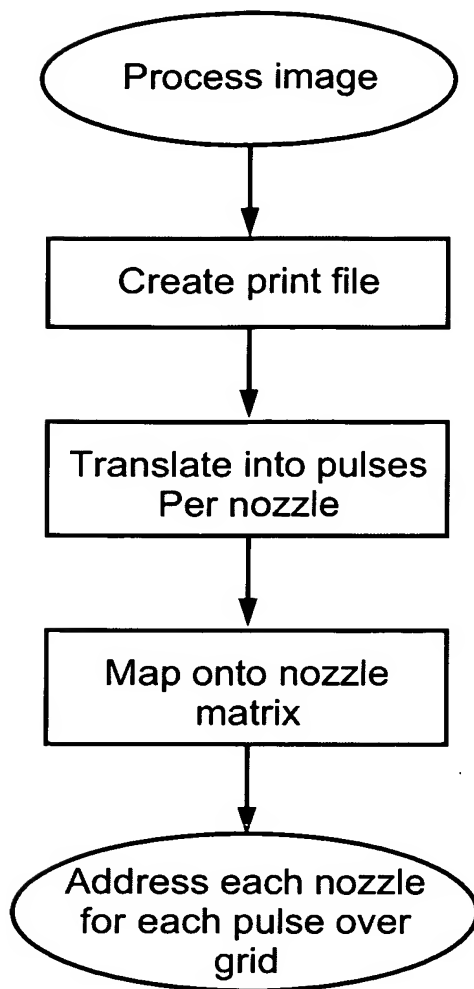 Process image
Create print file
Translate into pulses
Per nozzle
Map onto nozzle
matrix
Address each nozzle
for each pulse over
grid